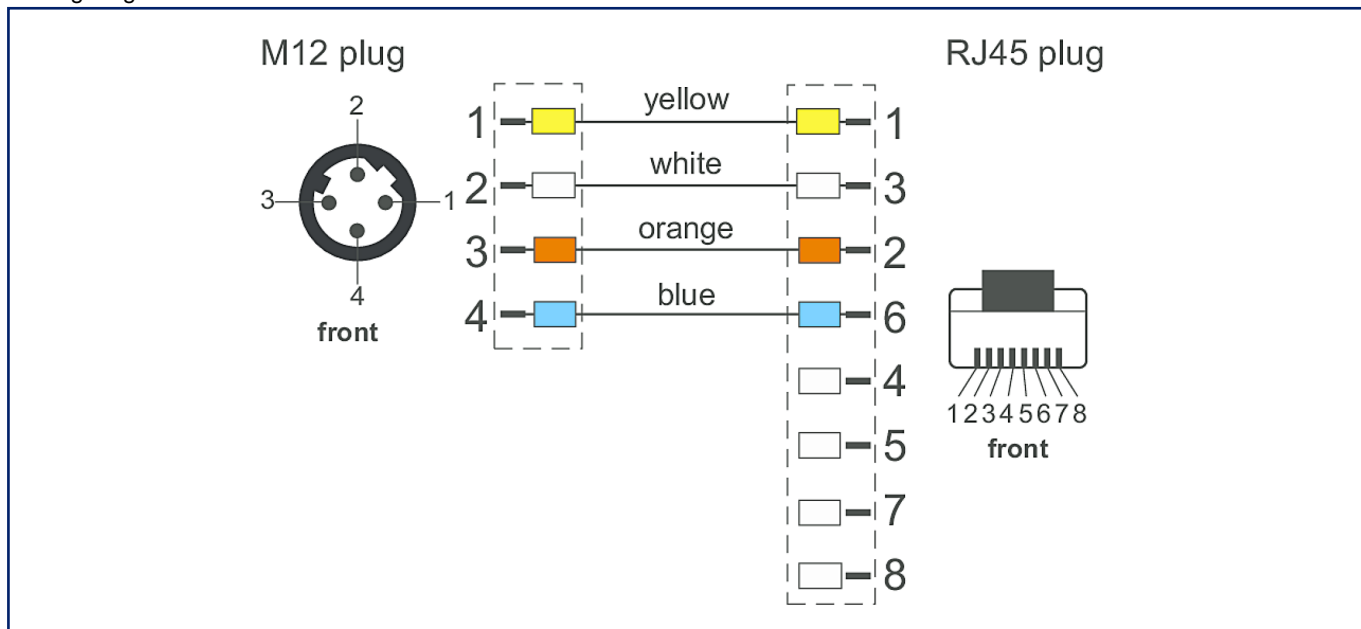 M12 plug
RJ45 plug
2
3
1
4
front
1 yellow 1
2 white 3
3 orange 2
4 blue 6
4
5
7
8
12345678
front